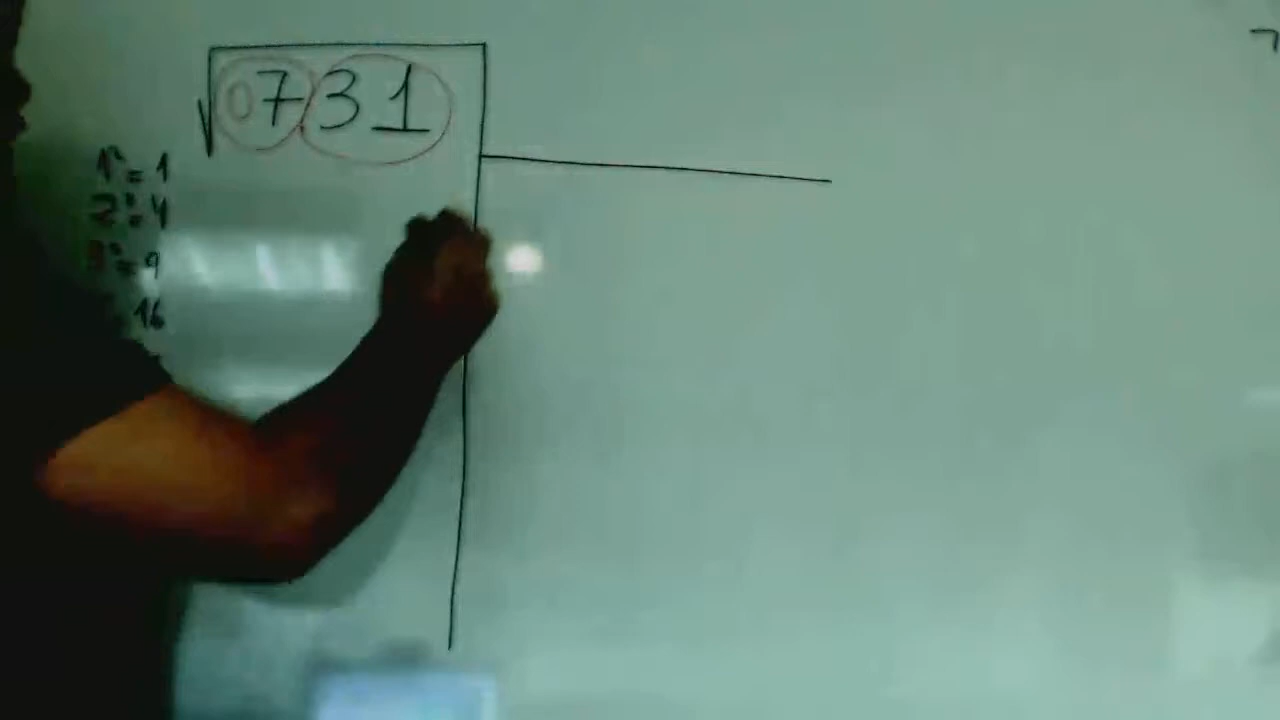 √0731
1² = 1
2² = 4
3² = 9
= 16